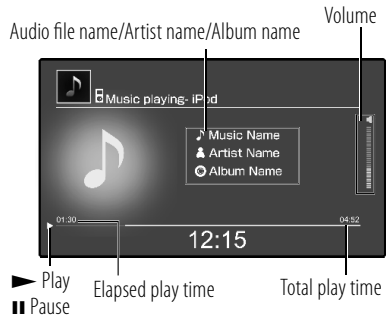 Volume
Audio file name/Artist name/Album name
Music playing- iPod
Music Name
Artist Name
Album Name
01:30
04:52
12:15
Play
Elapsed play time
Total play time
Pause